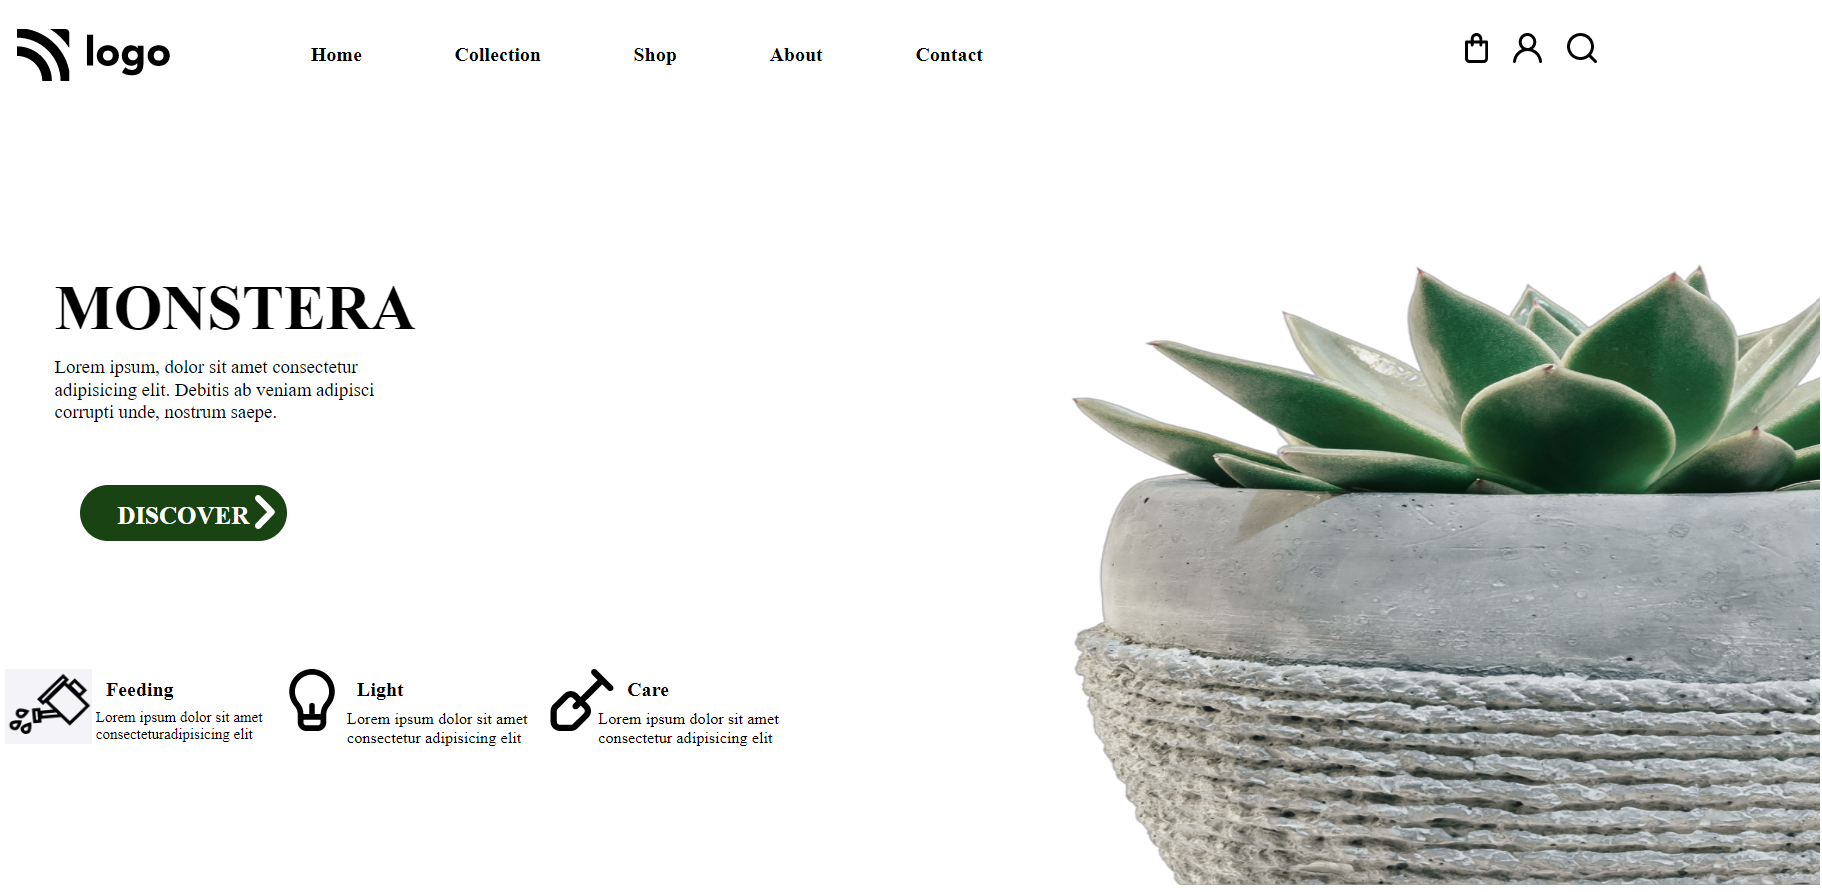 logo
Home Collection Shop About Contact
MONSTERA
Lorem ipsum, dolor sit amet consectetur
adipisicing elit. Debitis ab veniam adipisci
corrupti unde, nostrum saepe.
DISCOVER
Feeding
Lorem ipsum dolor sit amet
consecteturadipisicing elit
Light
Lorem ipsum dolor sit amet
consectetur adipisicing elit
Care
Lorem ipsum dolor sit amet
consectetur adipisicing elit